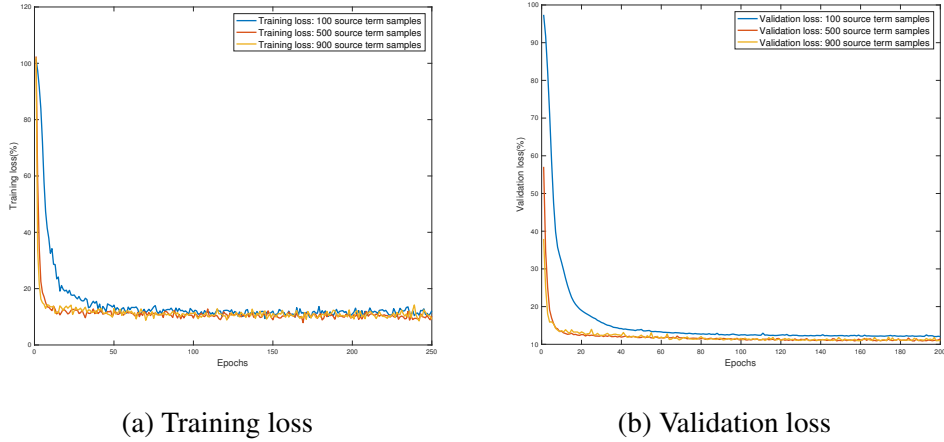 120
100
80
60
40
20
0
Training loss(%)
Training loss: 100 source term samples
Training loss: 500 source term samples
Training loss: 900 source term samples
0 50 100 150 200 250
Epochs
(a) Training loss
100
90
80
70
60
50
40
30
20
10
Validation loss(%)
Validation loss: 100 source term samples
Validation loss: 500 source term samples
Validation loss: 900 source term samples
0 20 40 60 80 100 120 140 160 180 200
Epochs
(b) Validation loss